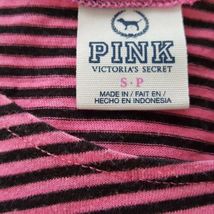 PINK
VICTORIA'S SECRET
S·P
MADE IN / FAIT EN /
HECHO EN INDONESIA